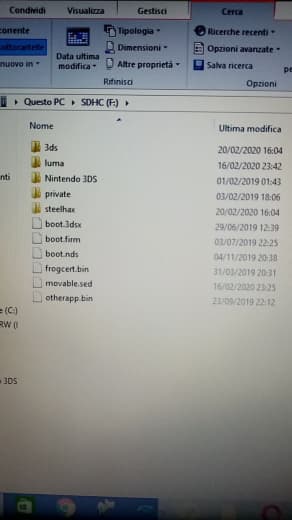 Condividi Visualizza Gestisci Cerca
corrente
Tipologia
Ricerche recenti
sottocartelle
Data ultima modifica
Dimensioni
Opzioni avanzate
nuovo in
Altre proprietà
Salva ricerca
Rifinisci
Opzioni
Questo PC SDHC (F:)
Nome Ultima modifica
3ds 20/02/2020 16:04
luma 16/02/2020 23:42
Nintendo 3DS 01/02/2019 01:43
private 03/02/2019 18:06
steelhax 20/02/2020 16:04
boot.3dsx 29/06/2019 12:39
boot.firm 03/07/2019 22:25
boot.nds 04/11/2019 20:38
frogcert.bin 31/03/2019 20:31
movable.sed 16/02/2020 23:25
otherapp.bin 23/09/2019 22:12
nti
e (C:)
RW (I
3DS